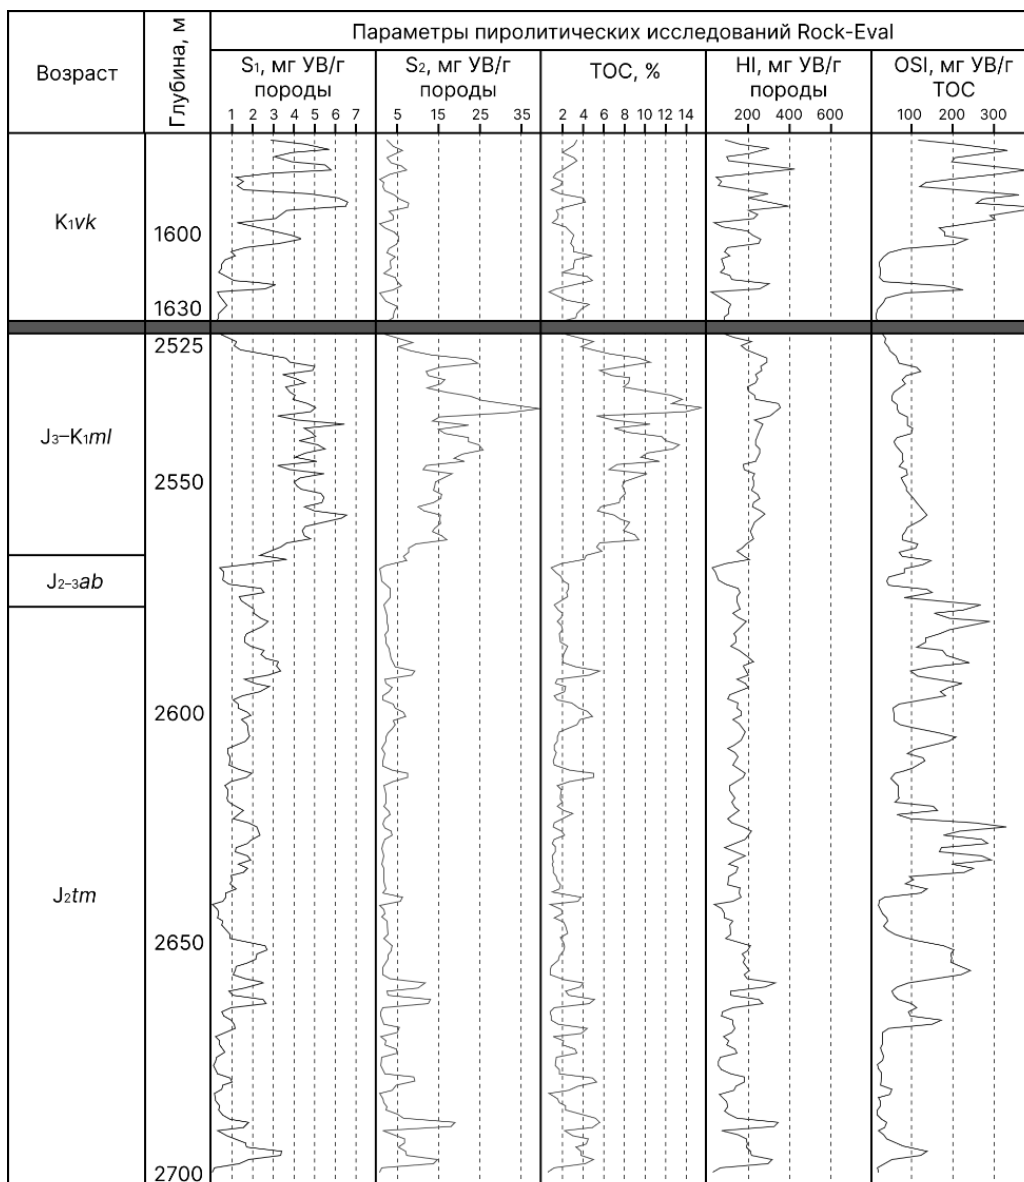 Параметры пиролитических исследований Rock-Eval
Возраст
Глубина, м
S₁, мг УВ/г
породы
S₂, мг УВ/г
породы
TOC, %
HI, мг УВ/г
породы
OSI, мг УВ/г
TOC
1 2 3 4 5 6 7
5 15 25 35
2 4 6 8 10 12 14
200 400 600
100 200 300
K₁vk
1600
1630
2525
J₃–K₁ml
2550
J₂₋₃ab
2600
J₂tm
2650
2700